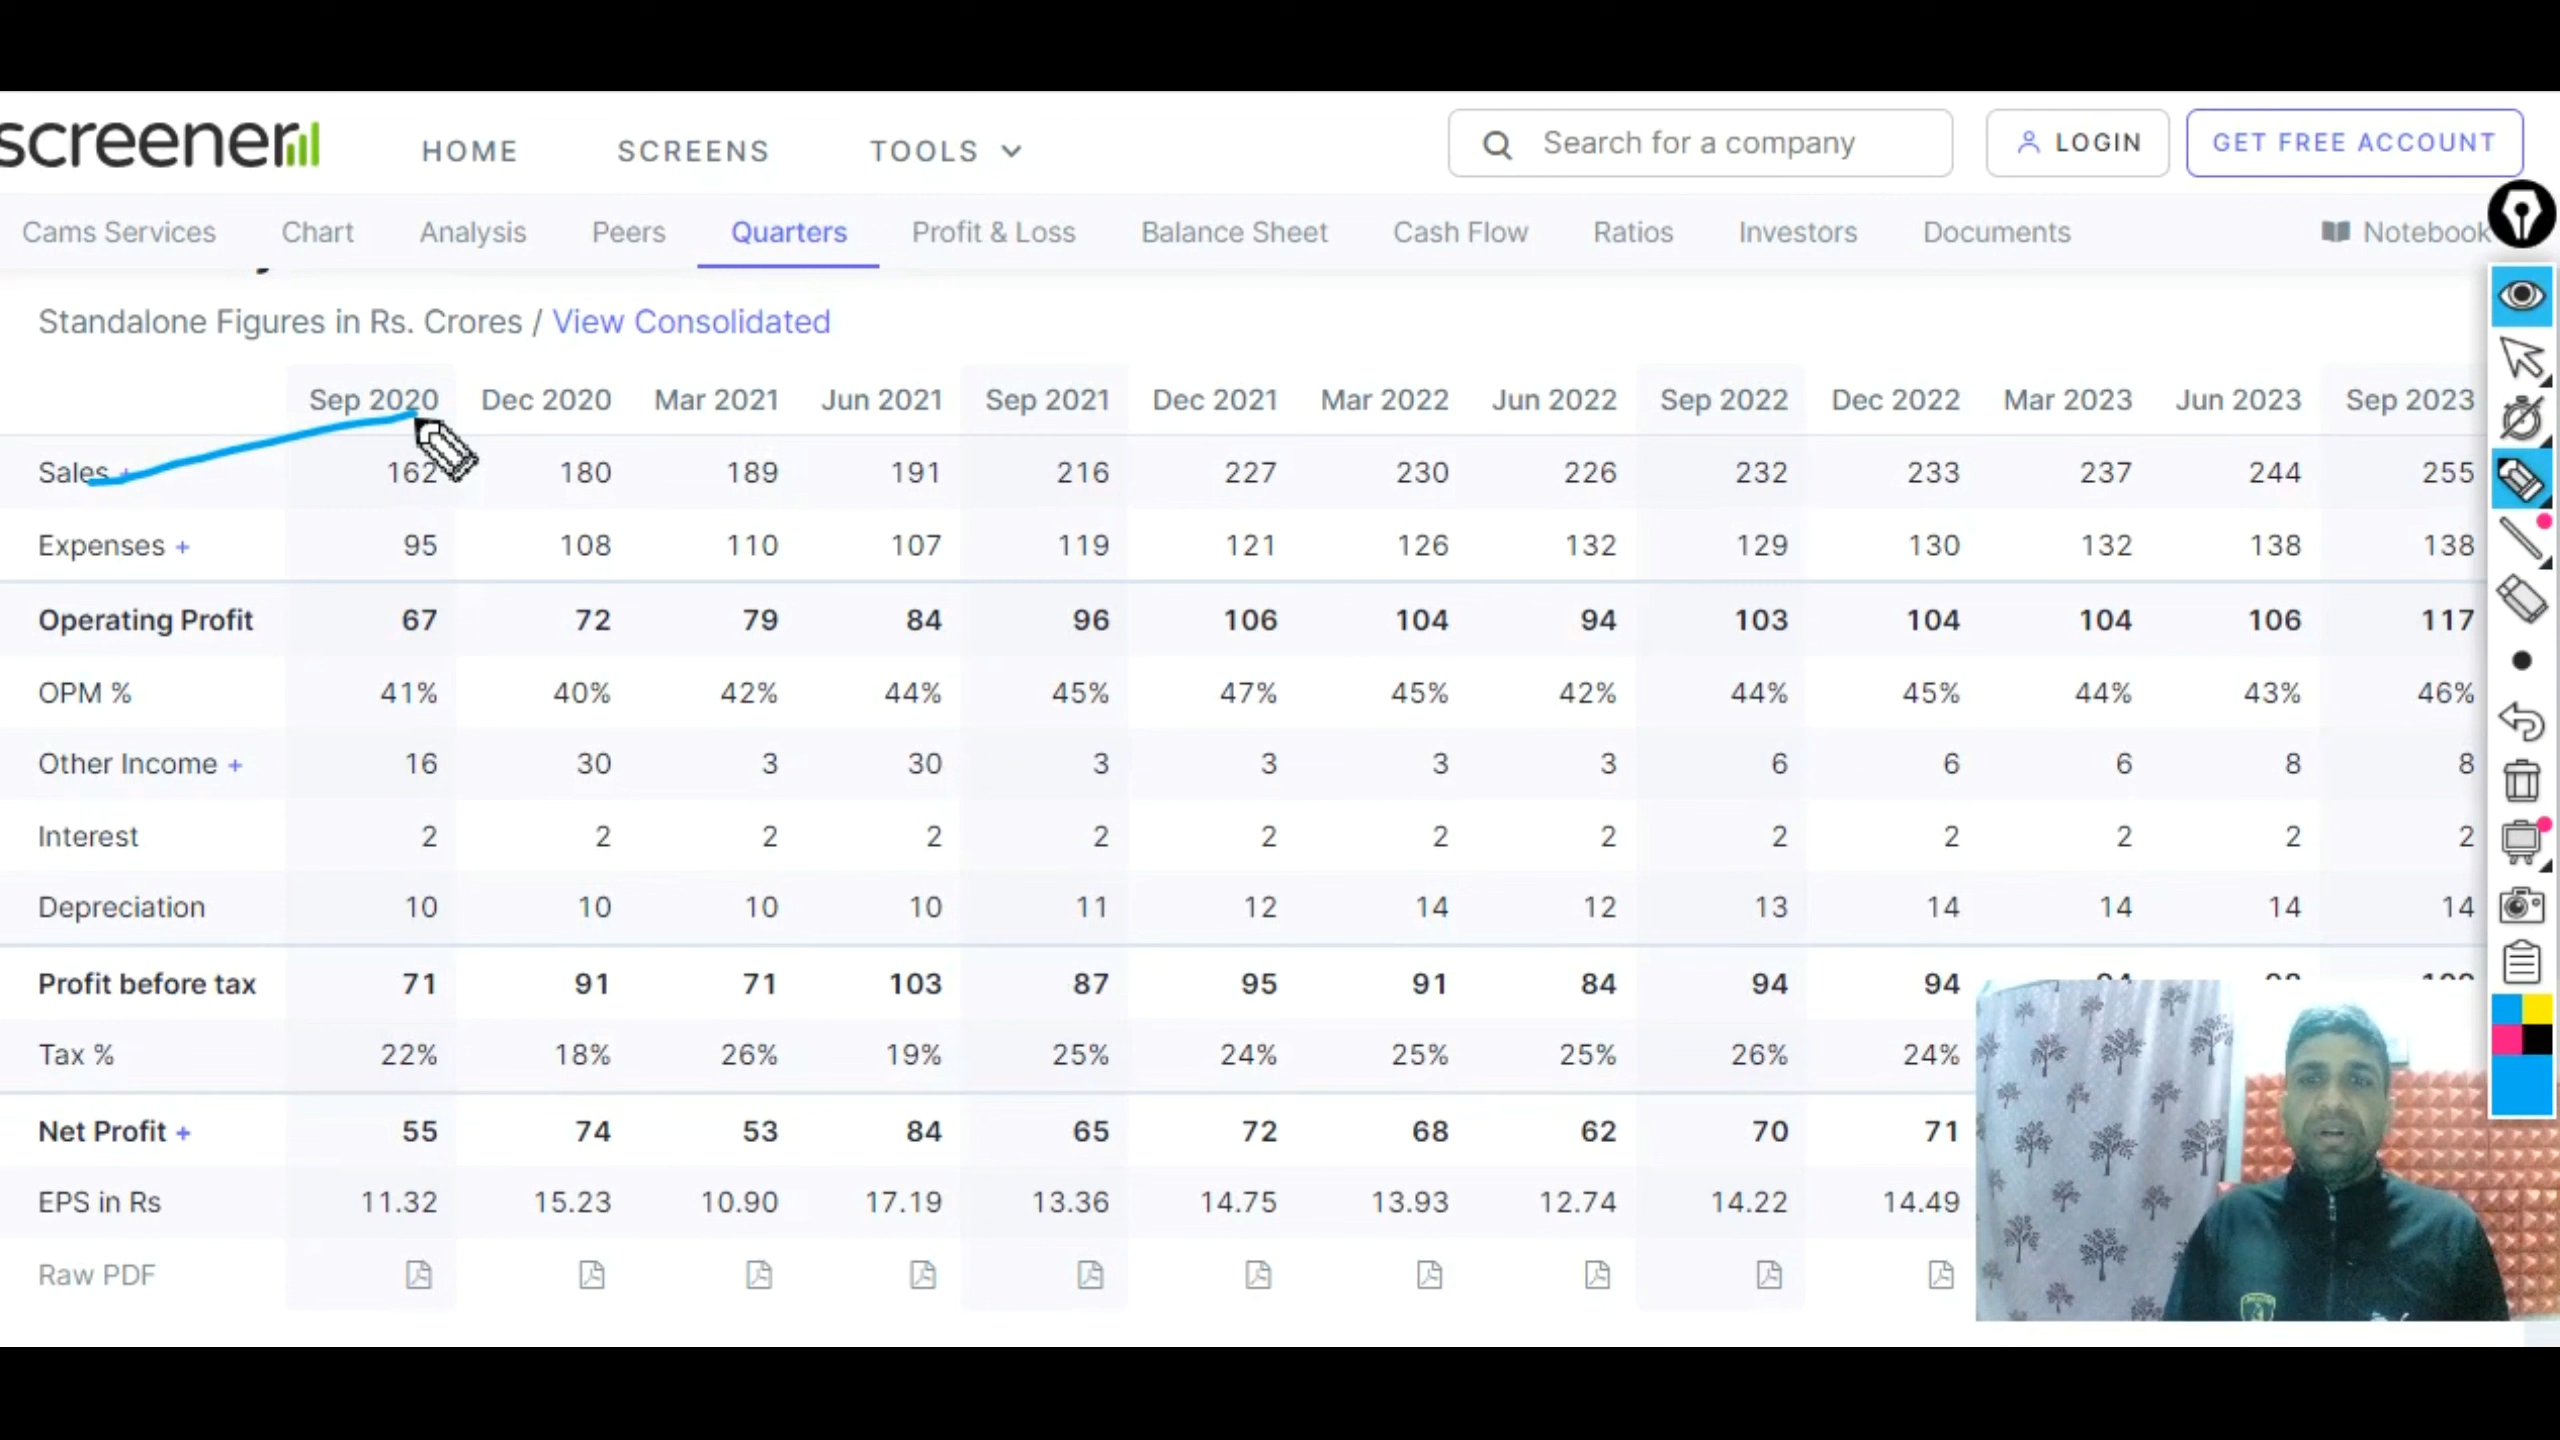 screener
HOME SCREENS TOOLS Search for a company LOGIN GET FREE ACCOUNT
Cams Services Chart Analysis Peers Quarters Profit & Loss Balance Sheet Cash Flow Ratios Investors Documents Notebook
Standalone Figures in Rs. Crores / View Consolidated
Sep 2020 Dec 2020 Mar 2021 Jun 2021 Sep 2021 Dec 2021 Mar 2022 Jun 2022 Sep 2022 Dec 2022 Mar 2023 Jun 2023 Sep 2023
Sales + 162 180 189 191 216 227 230 226 232 233 237 244 255
Expenses + 95 108 110 107 119 121 126 132 129 130 132 138 138
Operating Profit 67 72 79 84 96 106 104 94 103 104 104 106 117
OPM % 41% 40% 42% 44% 45% 47% 45% 42% 44% 45% 44% 43% 46%
Other Income + 16 30 3 30 3 3 3 3 6 6 6 8 8
Interest 2 2 2 2 2 2 2 2 2 2 2 2 2
Depreciation 10 10 10 10 11 12 14 12 13 14 14 14 14
Profit before tax 71 91 71 103 87 95 91 84 94 94
Tax % 22% 18% 26% 19% 25% 24% 25% 25% 26% 24%
Net Profit + 55 74 53 84 65 72 68 62 70 71
EPS in Rs 11.32 15.23 10.90 17.19 13.36 14.75 13.93 12.74 14.22 14.49
Raw PDF